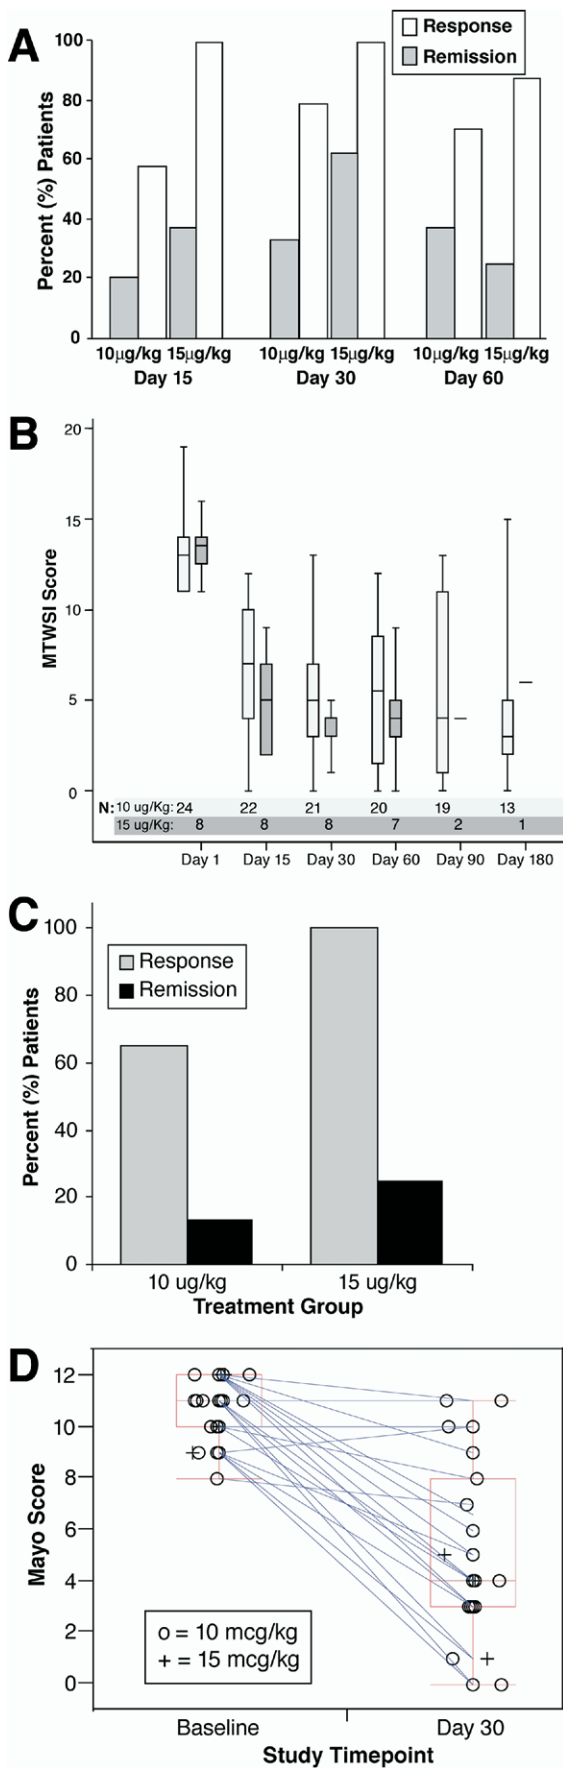 A
Response
Remission
Percent (%) Patients
100
80
60
40
20
0
10μg/kg 15μg/kg 10μg/kg 15μg/kg 10μg/kg 15μg/kg
Day 15 Day 30 Day 60
B
MTWSI Score
20
15
10
5
0
N: 10 ug/Kg: 24 22 21 20 19 13
15 ug/Kg: 8 8 8 7 2 1
Day 1 Day 15 Day 30 Day 60 Day 90 Day 180
C
Percent (%) Patients
100
Response
Remission
80
60
40
20
0
10 ug/kg 15 ug/kg
Treatment Group
D
Mayo Score
12
10
8
6
4
2
0
o = 10 mcg/kg
+ = 15 mcg/kg
Baseline Day 30
Study Timepoint